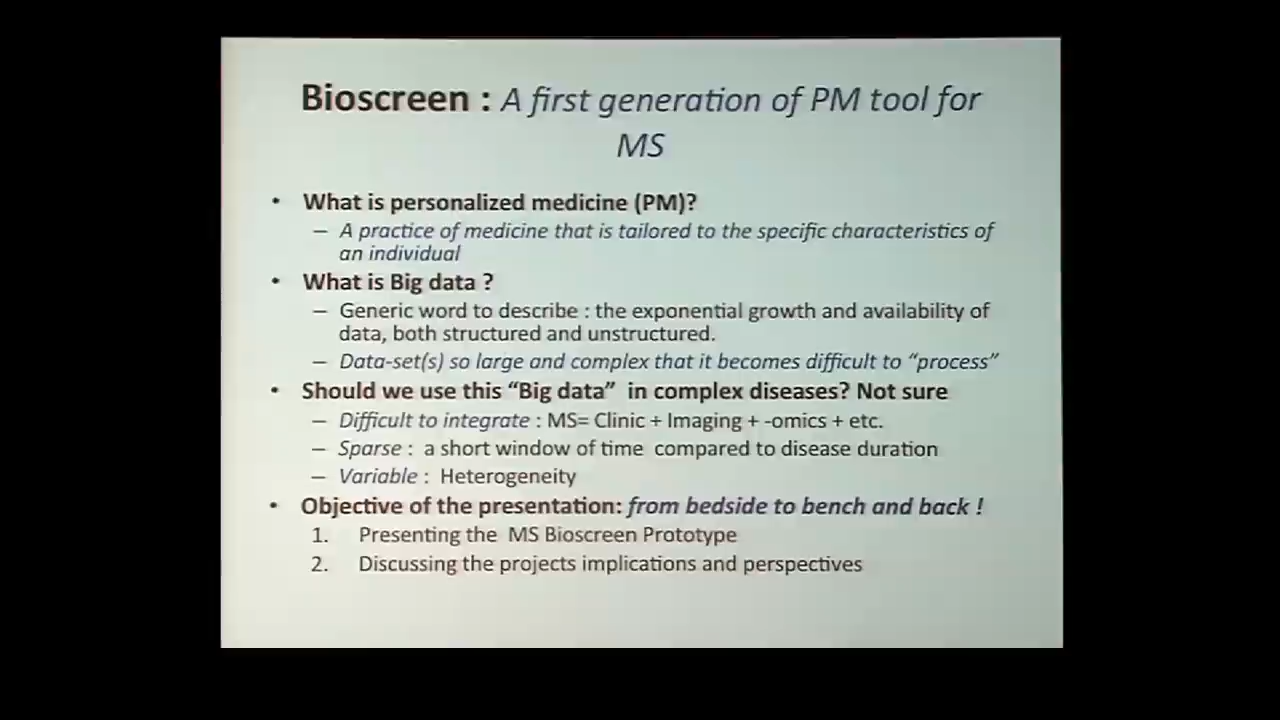 Bioscreen : A first generation of PM tool for
MS
• What is personalized medicine (PM)?
– A practice of medicine that is tailored to the specific characteristics of
an individual
• What is Big data ?
– Generic word to describe : the exponential growth and availability of
data, both structured and unstructured.
– Data-set(s) so large and complex that it becomes difficult to “process”
• Should we use this “Big data” in complex diseases? Not sure
– Difficult to integrate : MS= Clinic + Imaging + -omics + etc.
– Sparse : a short window of time compared to disease duration
– Variable : Heterogeneity
• Objective of the presentation: from bedside to bench and back !
1. Presenting the MS Bioscreen Prototype
2. Discussing the projects implications and perspectives